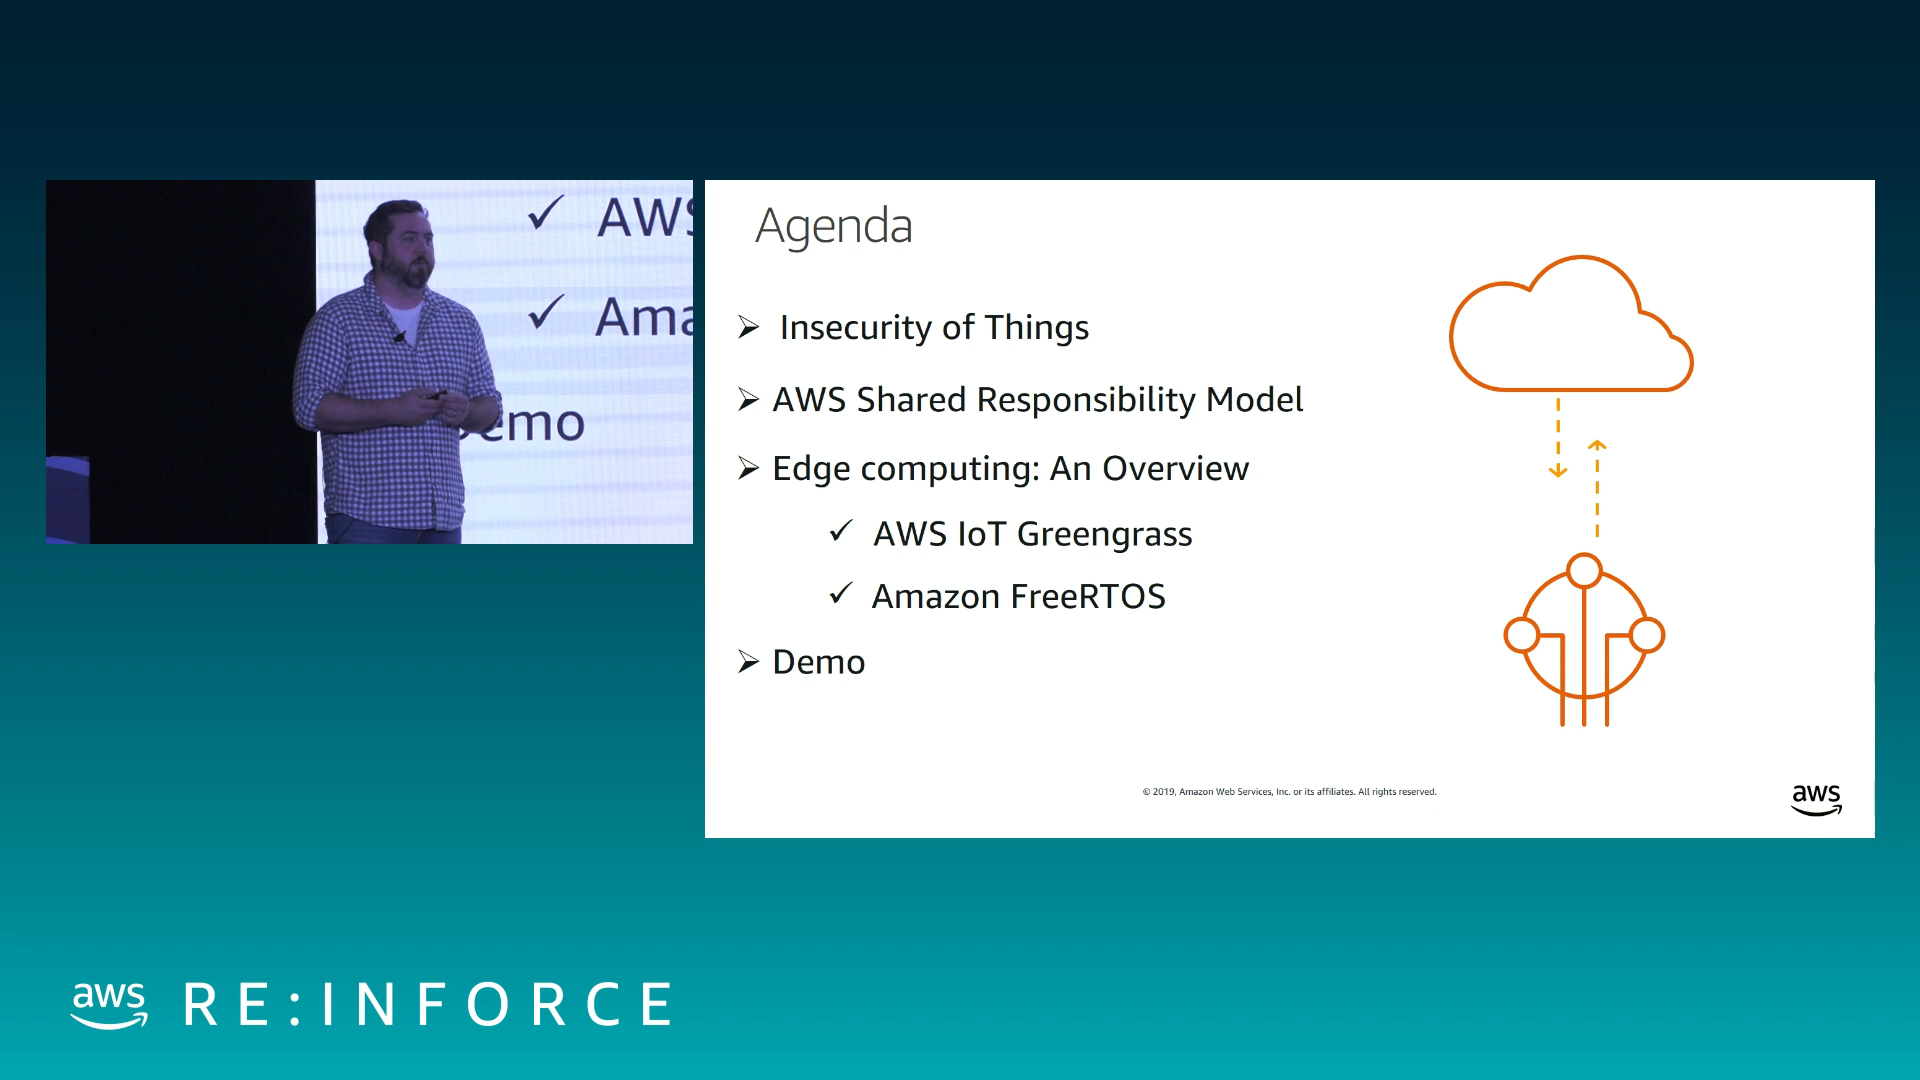 AWS
Ama
emo
Agenda
Insecurity of Things
AWS Shared Responsibility Model
Edge computing: An Overview
AWS IoT Greengrass
Amazon FreeRTOS
Demo
© 2019, Amazon Web Services, Inc. or its affiliates. All rights reserved.
aws
aws RE:INFORCE